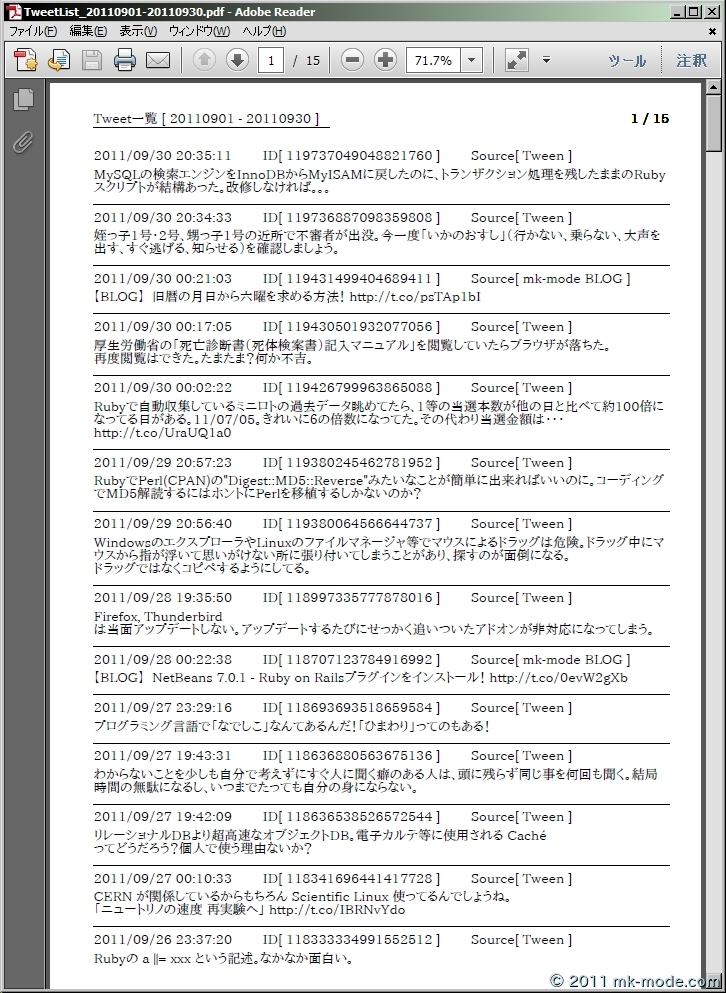 TweetList_20110901-20110930.pdf - Adobe Reader
ファイル(F) 編集(E) 表示(V) ウィンドウ(W) ヘルプ(H)
1 / 15 71.7% ツール 注釈
Tweet一覧 [ 20110901 - 20110930 ] 1 / 15
2011/09/30 20:35:11 ID[ 119737049048821760 ] Source[ Tween ]
MySQLの検索エンジンをInnoDBからMyISAMに戻したのに、トランザクション処理を残したままのRuby
スクリプトが結構あった。改修しなければ。。。
2011/09/30 20:34:33 ID[ 119736887098359808 ] Source[ Tween ]
姪っ子1号・2号、甥っ子1号の近所で不審者が出没。今一度「いかのおすし」(行かない、乗らない、大声を
出す、すぐ逃げる、知らせる)を確認しましょう。
2011/09/30 00:21:03 ID[ 119431499404689411 ] Source[ mk-mode BLOG ]
【BLOG】 旧暦の月日から六曜を求める方法! http://t.co/psTAp1bI
2011/09/30 00:17:05 ID[ 119430501932077056 ] Source[ Tween ]
厚生労働省の「死亡診断書(死体検案書)記入マニュアル」を閲覧していたらブラウザが落ちた。
再度閲覧はできた。たまたま?何か不吉。
2011/09/30 00:02:22 ID[ 119426799963865088 ] Source[ Tween ]
Rubyで自動収集しているミニロトの過去データ眺めてたら、1等の当選本数が他の日と比べて約100倍に
なってる日がある。11/07/05。きれいに6の倍数になってた。その代わり当選金額は・・・
http://t.co/UraUQ1a0
2011/09/29 20:57:23 ID[ 119380245462781952 ] Source[ Tween ]
RubyでPerl(CPAN)の"Digest::MD5::Reverse"みたいなことが簡単に出来ればいいのに。コーディング
でMD5解読するにはホントにPerlを移植するしかないのか?
2011/09/29 20:56:40 ID[ 119380064566644737 ] Source[ Tween ]
WindowsのエクスプローラやLinuxのファイルマネージャ等でマウスによるドラッグは危険。ドラッグ中にマ
ウスから指が浮いて思いがけない所に張り付いてしまうことがあり、探すのが面倒になる。
ドラッグではなくコピペするようにしてる。
2011/09/28 19:35:50 ID[ 118997335777878016 ] Source[ Tween ]
Firefox, Thunderbird
は当面アップデートしない。アップデートするたびにせっかく追いついたアドオンが非対応になってしまう。
2011/09/28 00:22:38 ID[ 118707123784916992 ] Source[ mk-mode BLOG ]
【BLOG】 NetBeans 7.0.1 - Ruby on Railsプラグインをインストール! http://t.co/0evW2gXb
2011/09/27 23:29:16 ID[ 118693693518659584 ] Source[ Tween ]
プログラミング言語で「なでしこ」なんてあるんだ!「ひまわり」ってのもある!
2011/09/27 19:43:31 ID[ 118636880563675136 ] Source[ Tween ]
わからないことを少しも自分で考えずにすぐ人に聞く癖のある人は、頭に残らず同じ事を何回も聞く。結局
時間の無駄になるし、いつまでたっても自分の身にならない。
2011/09/27 19:42:09 ID[ 118636538526572544 ] Source[ Tween ]
リレーショナルDBより超高速なオブジェクトDB。電子カルテ等に使用される Caché
ってどうだろう?個人で使う理由ないか?
2011/09/27 00:10:33 ID[ 118341696441417728 ] Source[ Tween ]
CERN が関係しているからもちろん Scientific Linux 使ってるんでしょうね。
「ニュートリノの速度 再実験へ」 http://t.co/IBRNvYdo
2011/09/26 23:37:20 ID[ 118333334991552512 ] Source[ Tween ]
Rubyの a ||= xxx という記述。なかなか面白い。
© 2011 mk-mode.com